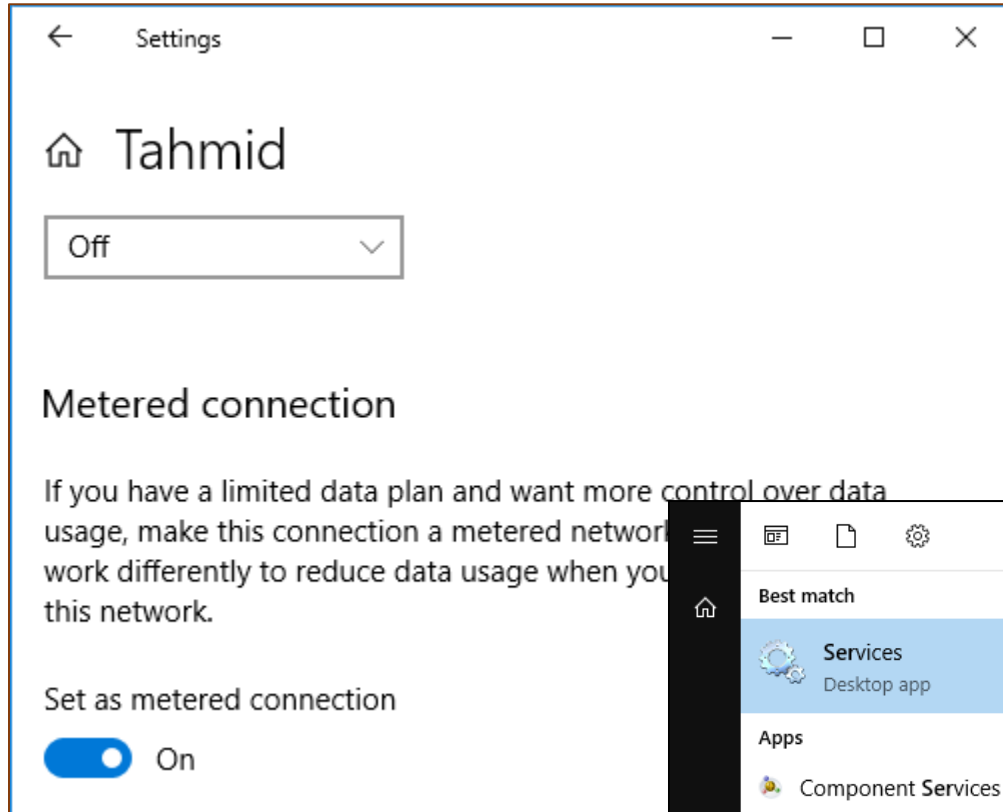 Settings
Tahmid
Off
Metered connection
If you have a limited data plan and want more control over data
usage, make this connection a metered network
work differently to reduce data usage when you
this network.
Set as metered connection
On
Best match
Services
Desktop app
Apps
Component Services